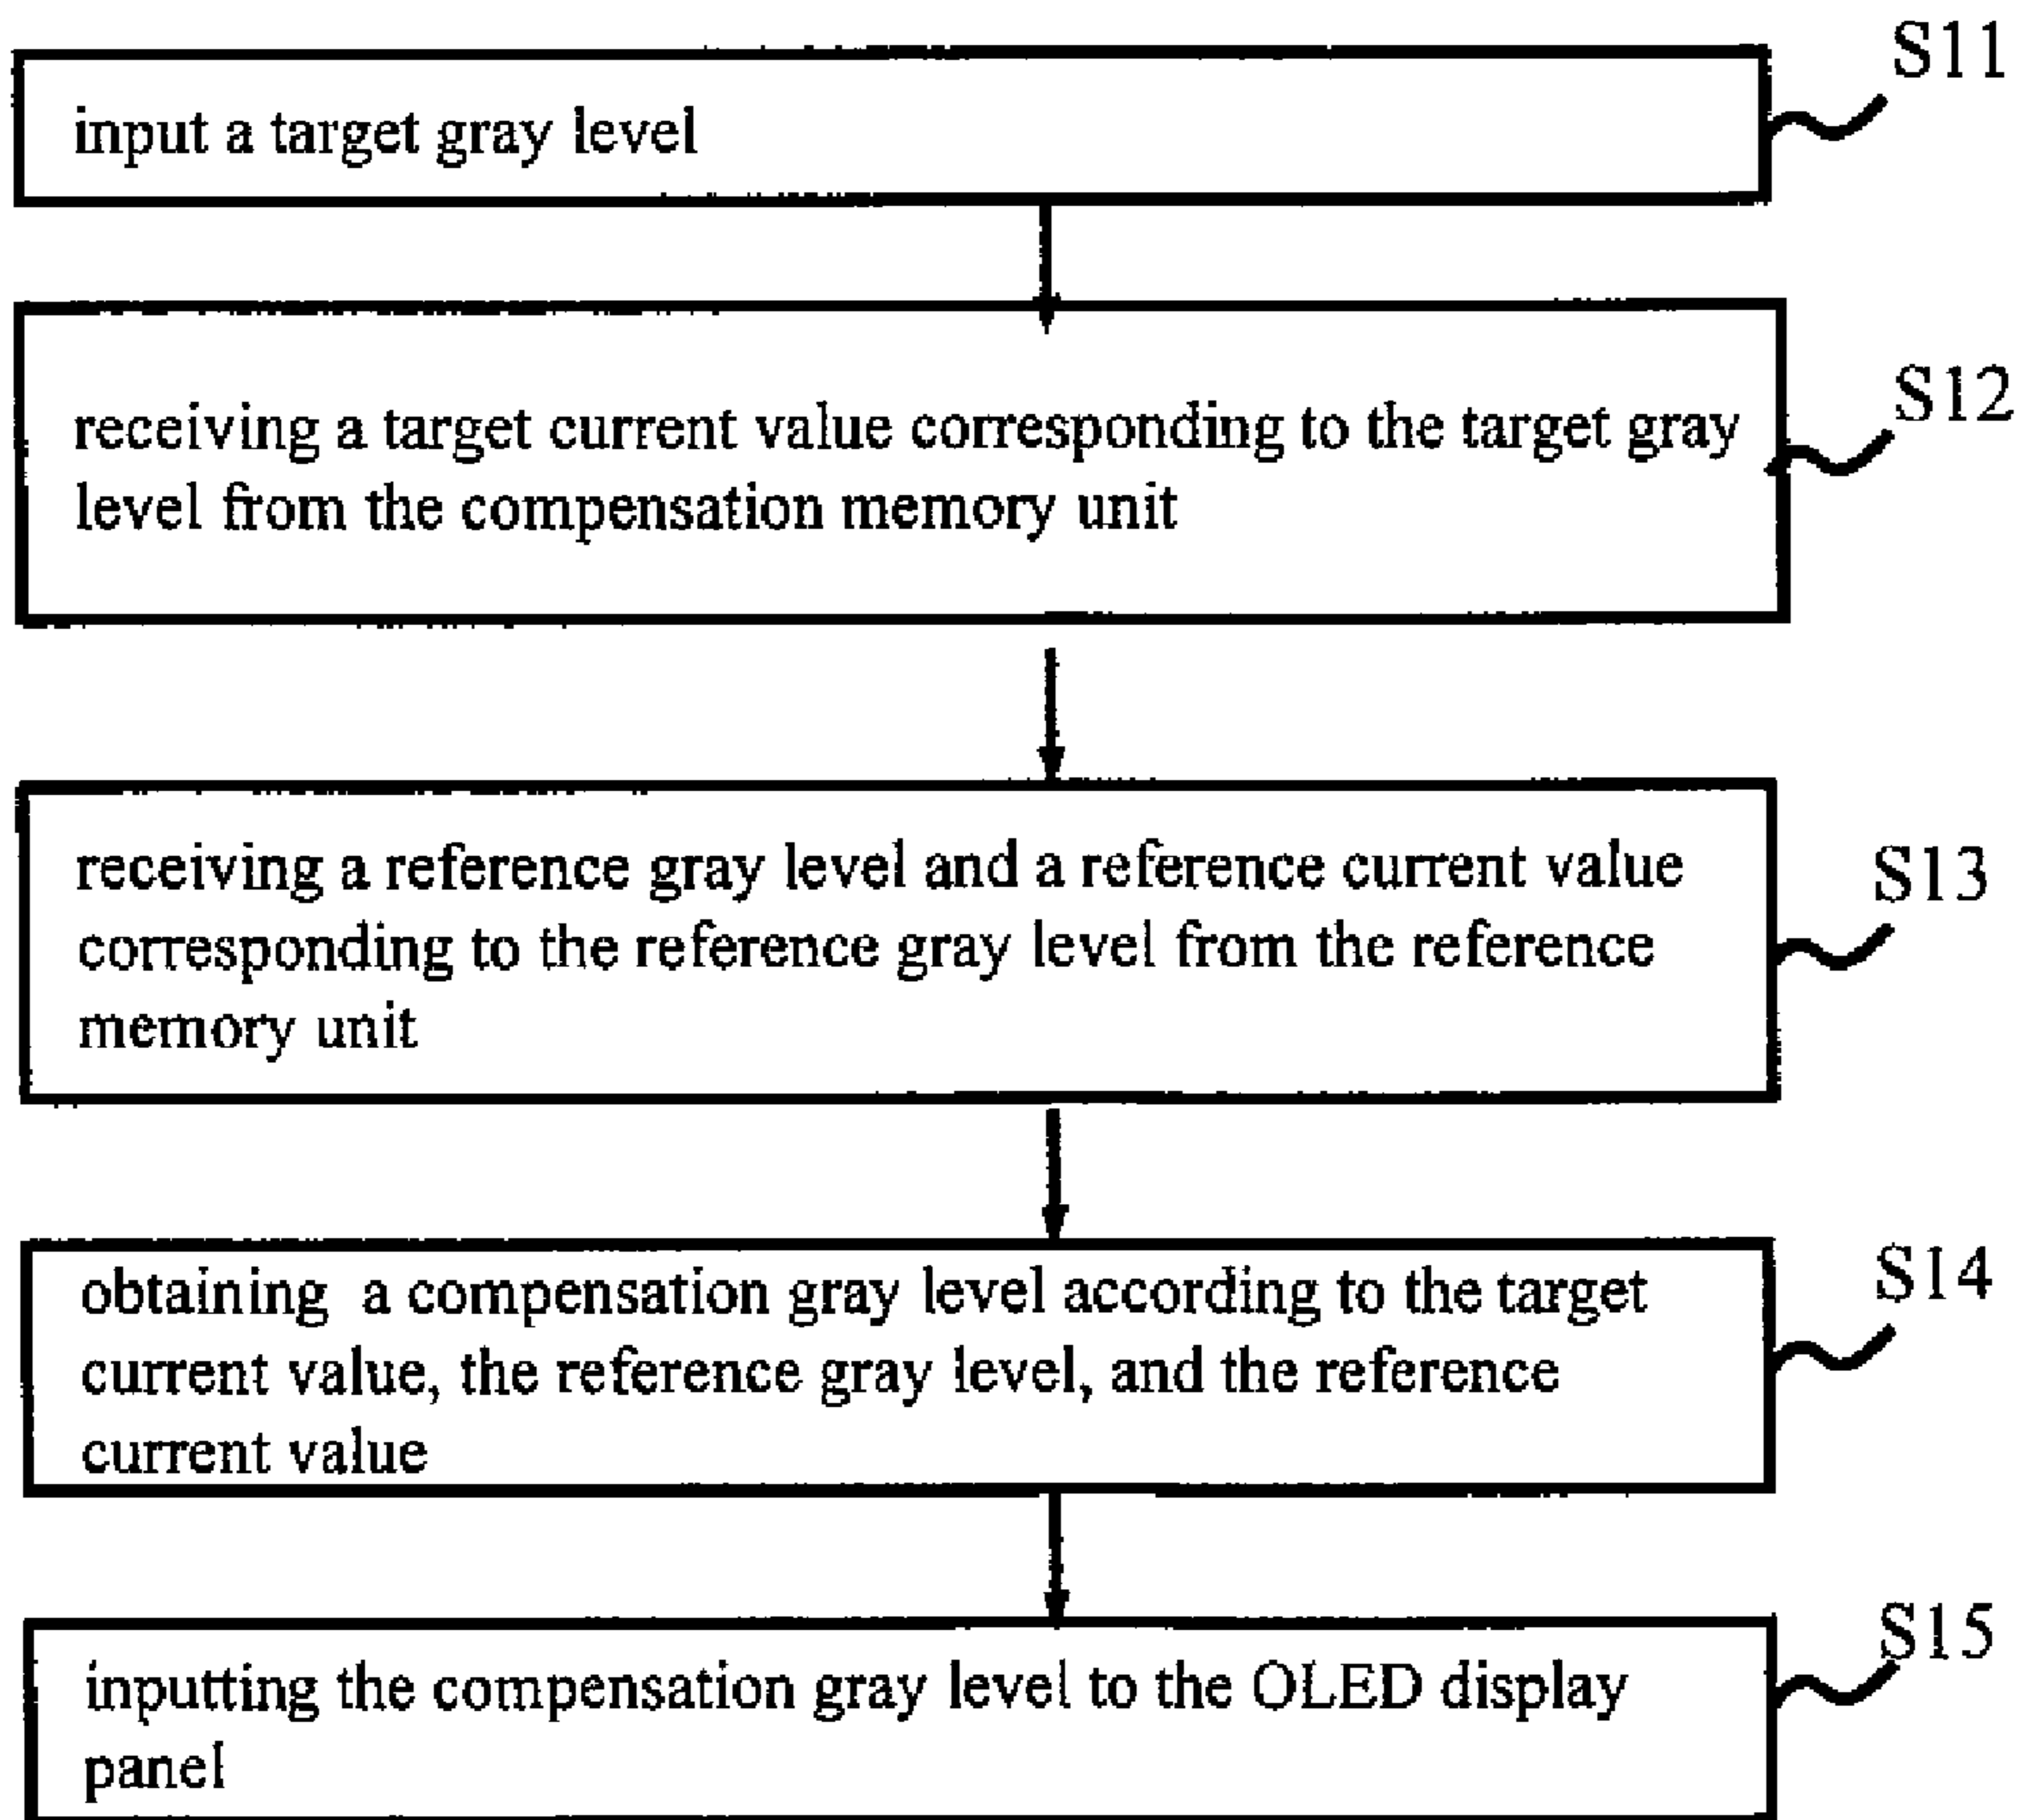 S11
input a target gray level
S12
receiving a target current value corresponding to the target gray
level from the compensation memory unit
receiving a reference gray level and a reference current value
S13
corresponding to the reference gray level from the reference
memory unit
S14
obtaining a compensation gray level according to the target
current value, the reference gray level, and the reference
current value
S15
inputting the compensation gray level to the OLED display
panel